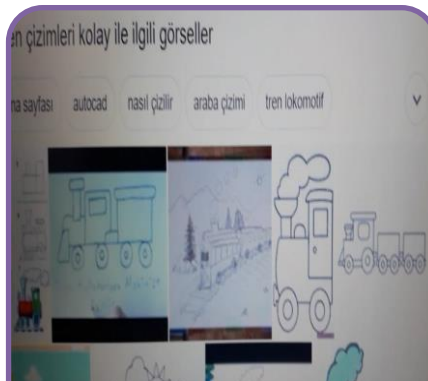 en çizimleri kolay ile ilgili görseller
na sayfası autocad nasıl çizilir araba çizimi tren lokomotif